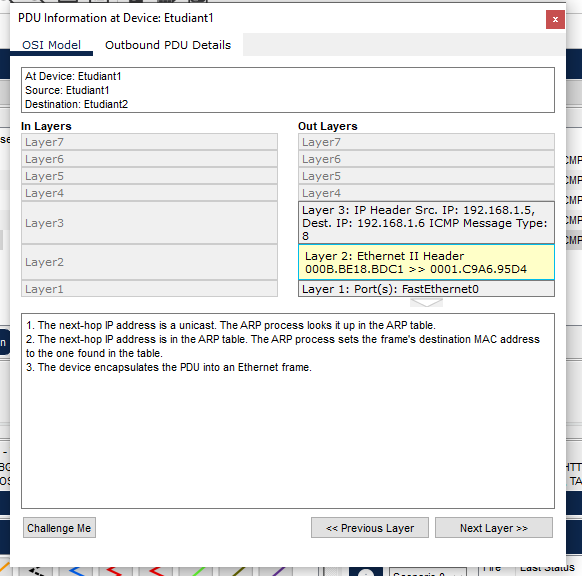 PDU Information at Device: Etudiant1
x
OSI Model
Outbound PDU Details
At Device: Etudiant1
Source: Etudiant1
Destination: Etudiant2
In Layers
Out Layers
Layer7
Layer7
Layer6
Layer6
Layer5
Layer5
Layer4
Layer4
Layer3
Layer 3: IP Header Src. IP: 192.168.1.5,
Dest. IP: 192.168.1.6 ICMP Message Type:
8
Layer2
Layer 2: Ethernet II Header
000B.BE18.BDC1 >> 0001.C9A6.95D4
Layer1
Layer 1: Port(s): FastEthernet0
1. The next-hop IP address is a unicast. The ARP process looks it up in the ARP table.
2. The next-hop IP address is in the ARP table. The ARP process sets the frame's destination MAC address
to the one found in the table.
3. The device encapsulates the PDU into an Ethernet frame.
Challenge Me
<< Previous Layer
Next Layer >>
Scenario 0
Fire
Last Status